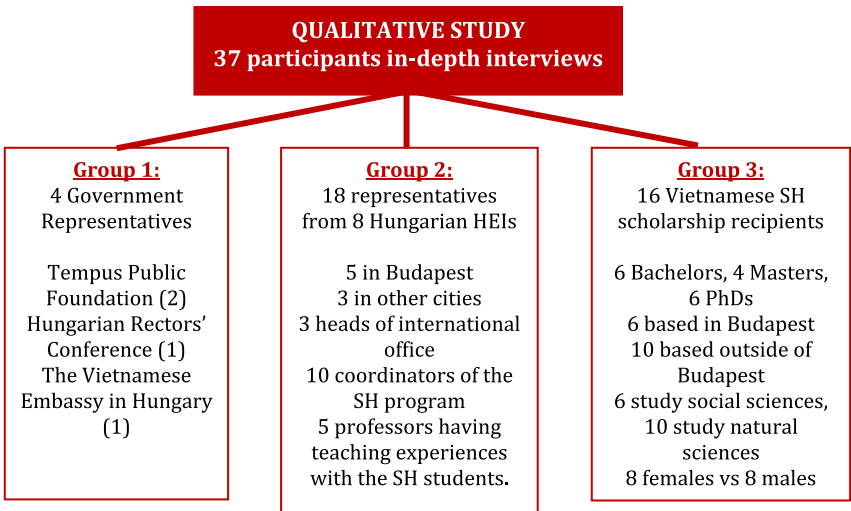 QUALITATIVE STUDY
37 participants in-depth interviews
Group 1:
4 Government
Representatives
Tempus Public
Foundation (2)
Hungarian Rectors’
Conference (1)
The Vietnamese
Embassy in Hungary
(1)
Group 2:
18 representatives
from 8 Hungarian HEIs
5 in Budapest
3 in other cities
3 heads of international
office
10 coordinators of the
SH program
5 professors having
teaching experiences
with the SH students.
Group 3:
16 Vietnamese SH
scholarship recipients
6 Bachelors, 4 Masters,
6 PhDs
6 based in Budapest
10 based outside of
Budapest
6 study social sciences,
10 study natural
sciences
8 females vs 8 males